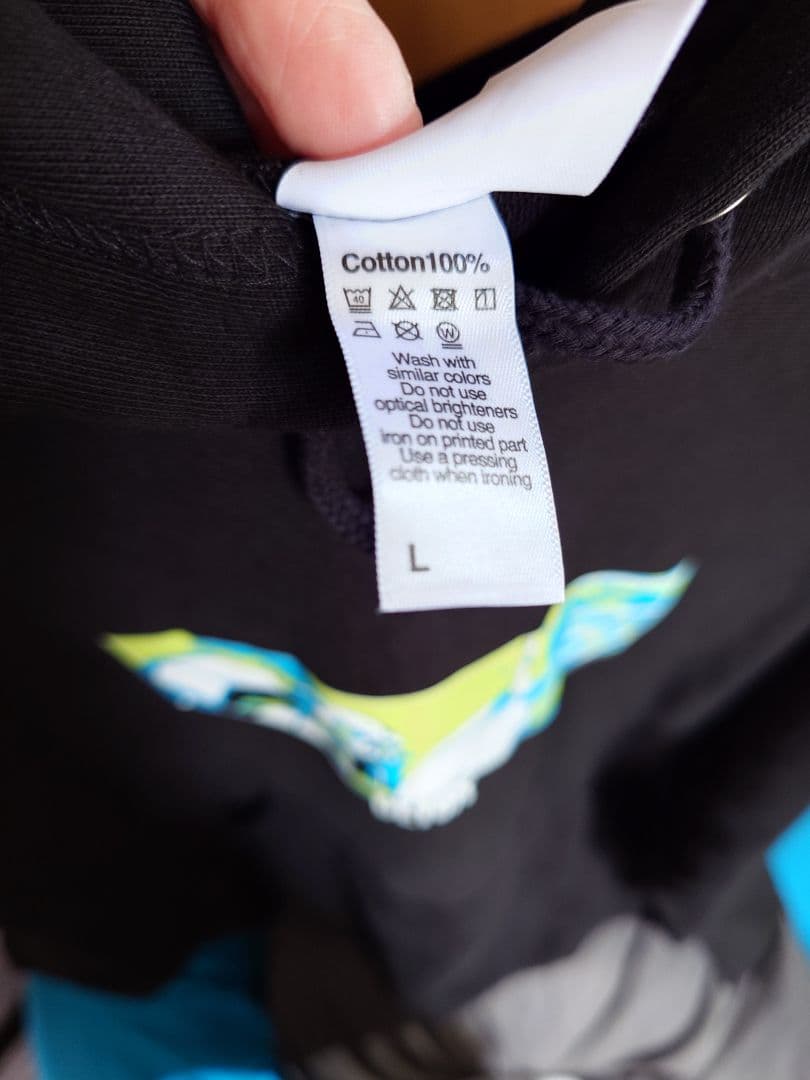 Cotton100%
40
W
Wash with
similar colors
Do not use
optical brighteners
Do not use
iron on printed part
Use a pressing
cloth when ironing
L